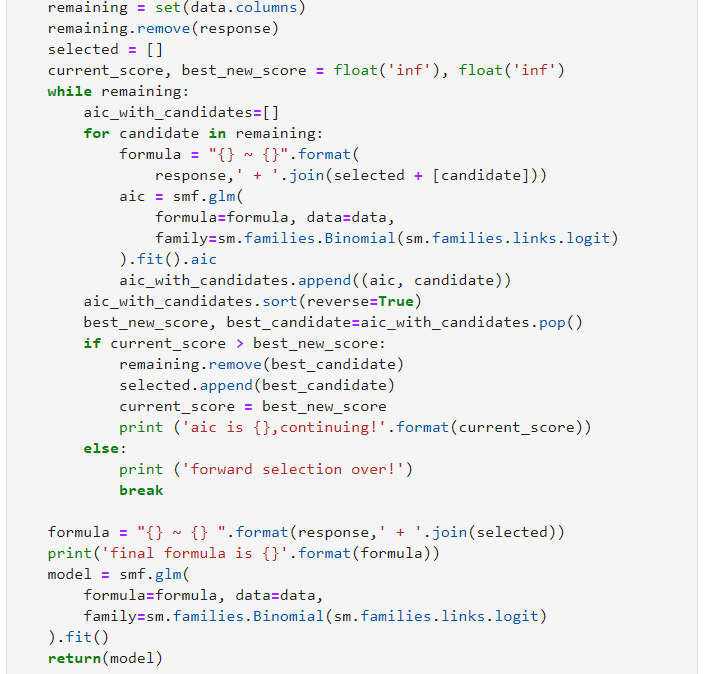 remaining = set(data.columns)
remaining.remove(response)
selected = []
current_score, best_new_score = float('inf'), float('inf')
while remaining:
    aic_with_candidates=[]
    for candidate in remaining:
        formula = "{} ~ {}".format(
            response,' + '.join(selected + [candidate]))
        aic = smf.glm(
            formula=formula, data=data,
            family=sm.families.Binomial(sm.families.links.logit)
        ).fit().aic
        aic_with_candidates.append((aic, candidate))
    aic_with_candidates.sort(reverse=True)
    best_new_score, best_candidate=aic_with_candidates.pop()
    if current_score > best_new_score:
        remaining.remove(best_candidate)
        selected.append(best_candidate)
        current_score = best_new_score
        print ('aic is {},continuing!'.format(current_score))
    else:
        print ('forward selection over!')
        break

formula = "{} ~ {} ".format(response,' + '.join(selected))
print('final formula is {}'.format(formula))
model = smf.glm(
    formula=formula, data=data,
    family=sm.families.Binomial(sm.families.links.logit)
).fit()
return(model)